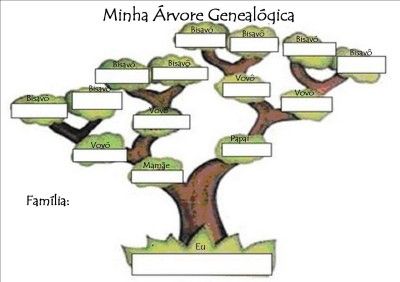 Minha Árvore Genealógica
Bisavô
Bisavó
Bisavô
Bisavó
Bisavô
Bisavó
Bisavô
Bisavó
Vovô
Vovó
Vovô
Vovó
Papai
Mamãe
Família:
Eu